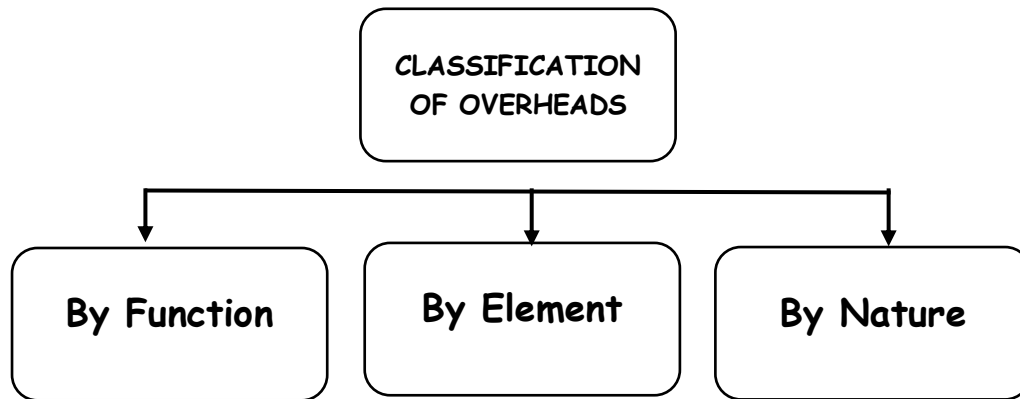 CLASSIFICATION
OF OVERHEADS
By Function
By Element
By Nature